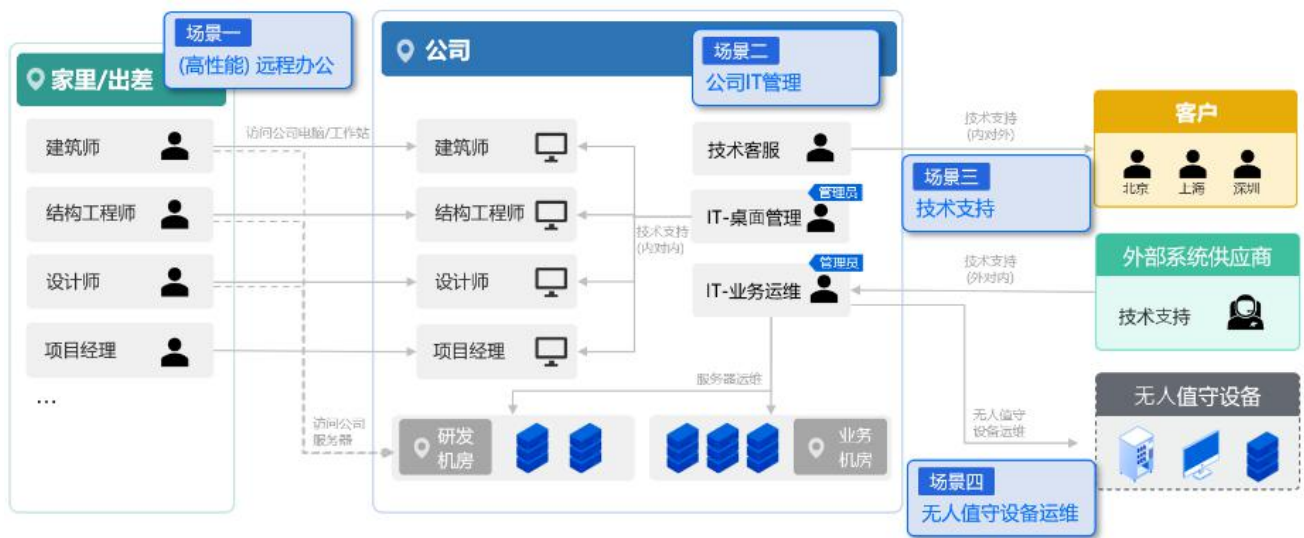 场景一
(高性能) 远程办公
家里/出差
建筑师
结构工程师
设计师
项目经理
...
访问公司电脑/工作站
访问公司
服务器
公司
场景二
公司IT管理
建筑师
结构工程师
设计师
项目经理
技术支持
(内对内)
技术客服
管理员
IT-桌面管理
管理员
IT-业务运维
服务器运维
研发
机房
业务
机房
技术支持
(内对外)
场景三
技术支持
技术支持
(外对内)
无人值守
设备运维
场景四
无人值守设备运维
客户
北京
上海
深圳
外部系统供应商
技术支持
无人值守设备